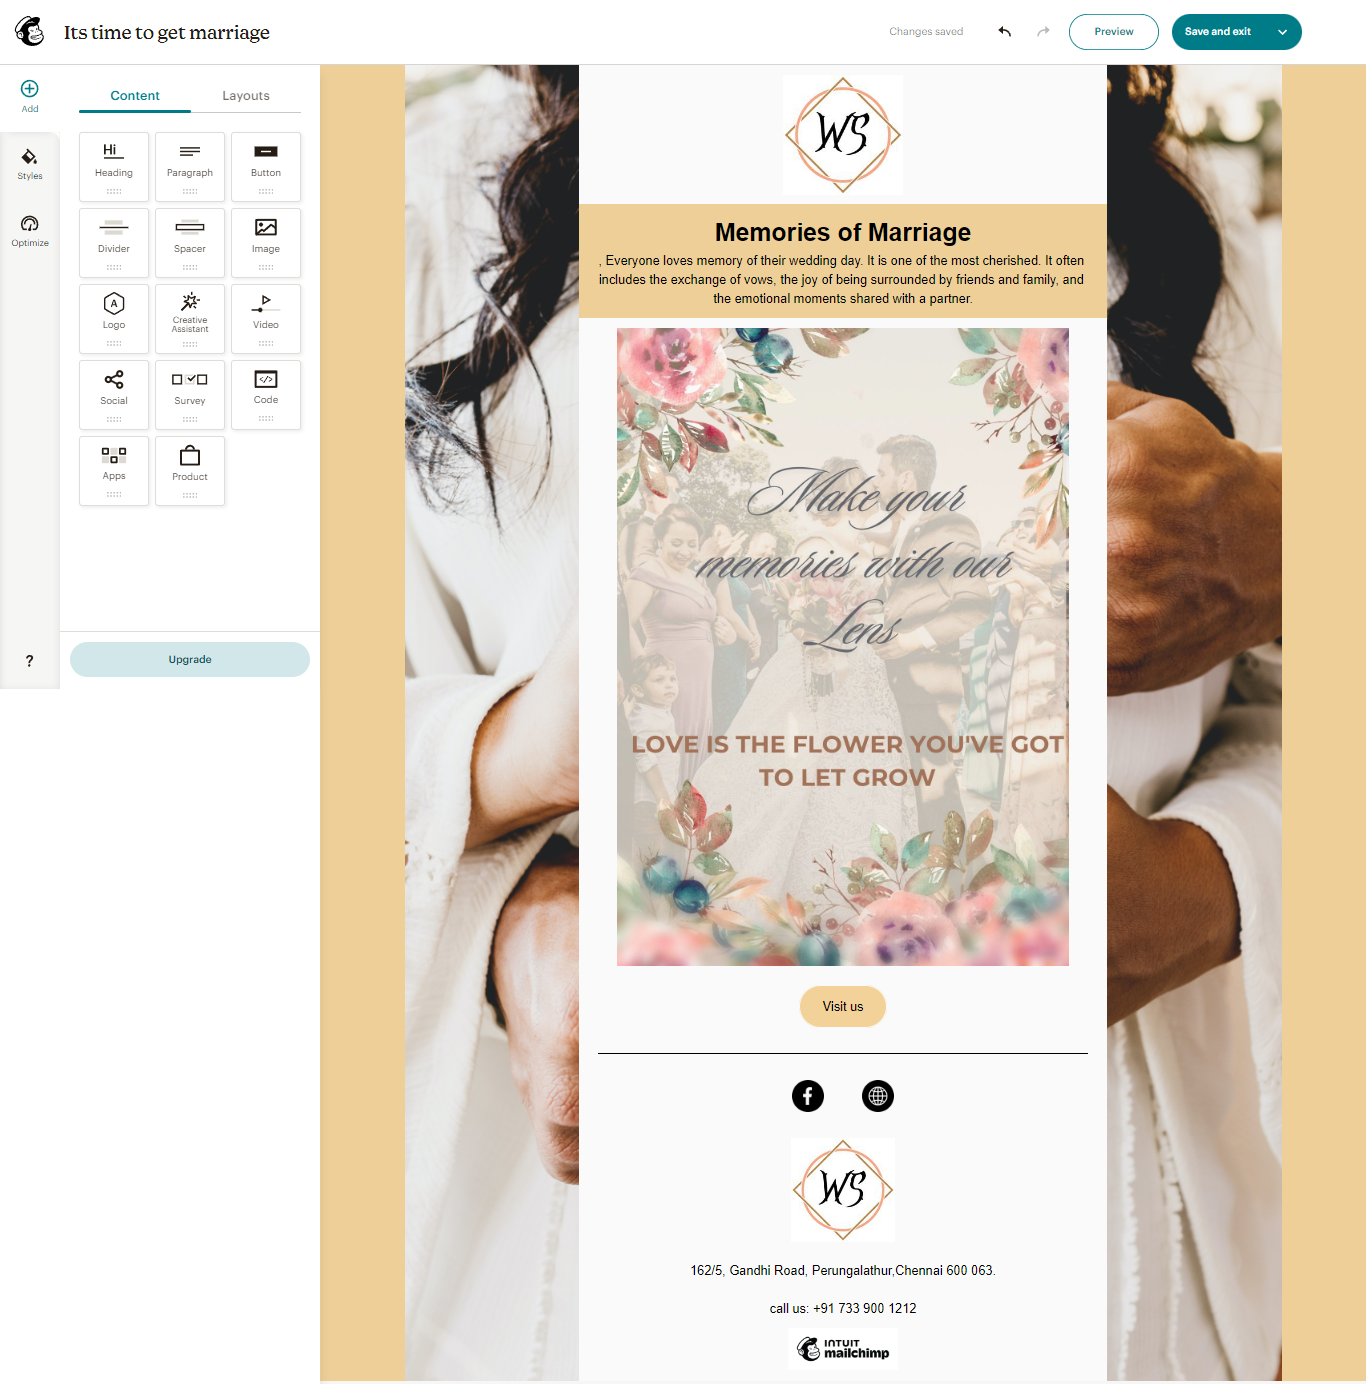 Its time to get marriage
Changes saved
Preview
Save and exit
Add
Styles
Optimize
?
Content
Layouts
Hi
Heading
Paragraph
Button
Divider
Spacer
Image
A
Logo
Creative
Assistant
Video
Social
Survey
</>
Code
Apps
Product
Upgrade
WS
Memories of Marriage
, Everyone loves memory of their wedding day. It is one of the most cherished. It often
includes the exchange of vows, the joy of being surrounded by friends and family, and
the emotional moments shared with a partner.
Make your
memories with our
Lens
LOVE IS THE FLOWER YOU'VE GOT
TO LET GROW
Visit us
f
WS
162/5, Gandhi Road, Perungalathur,Chennai 600 063.
call us: +91 733 900 1212
INTUIT
mailchimp